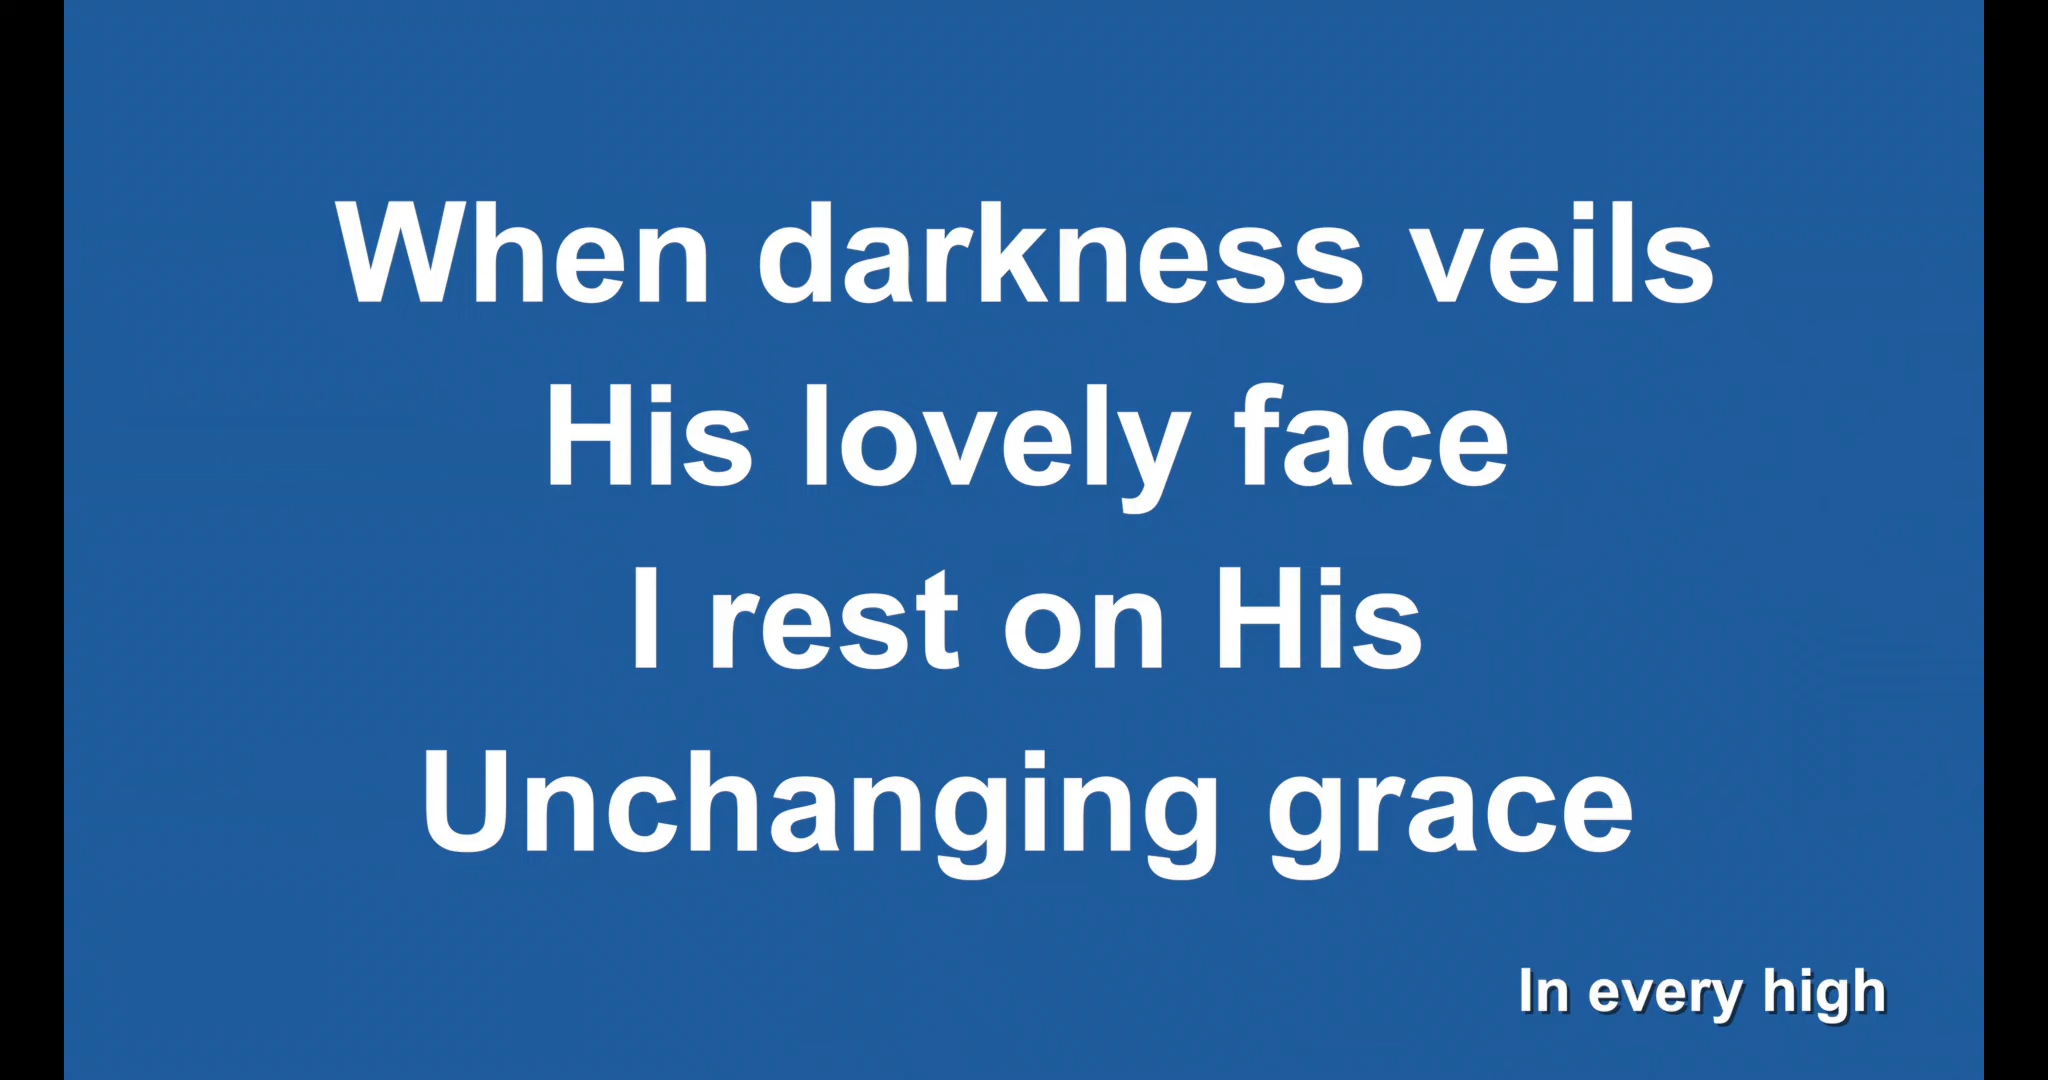 When darkness veils
His lovely face
I rest on His
Unchanging grace
In every high